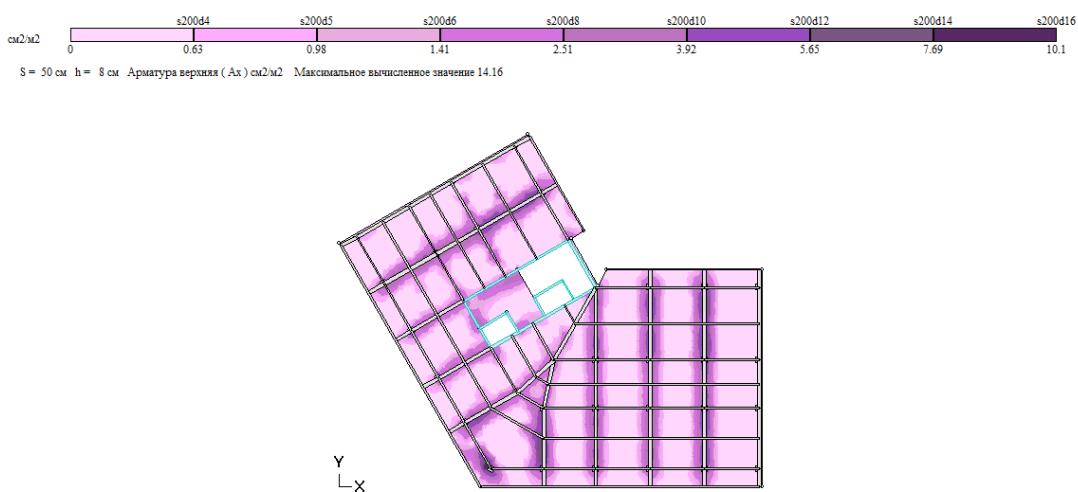 s200d4 s200d5 s200d6 s200d8 s200d10 s200d12 s200d14 s200d16
см2/м2
0 0.63 0.98 1.41 2.51 3.92 5.65 7.69 10.1
S = 50 см h = 8 см Арматура верхняя ( Ax ) см2/м2 Максимальное вычисленное значение 14.16
Y
X